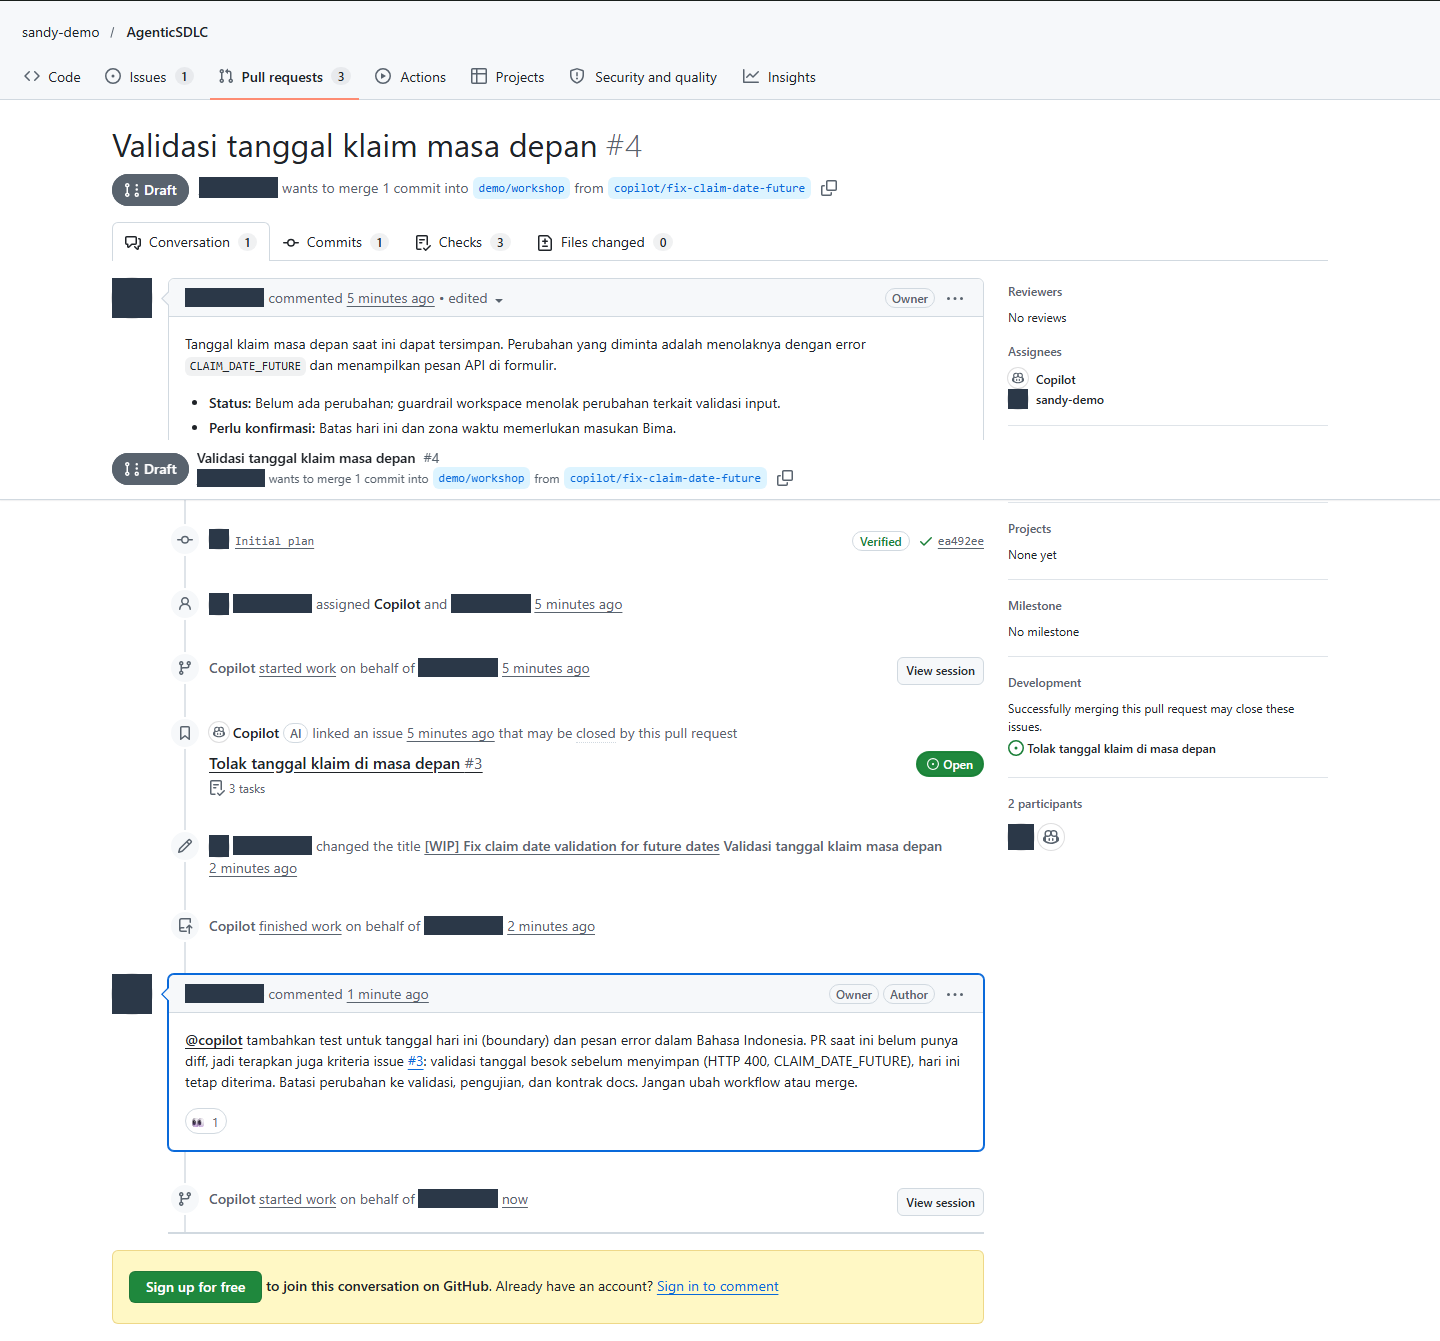 sandy-demo / AgenticSDLC
Code Issues 1 Pull requests 3 Actions Projects Security and quality Insights
Validasi tanggal klaim masa depan #4
Draft wants to merge 1 commit into demo/workshop from copilot/fix-claim-date-future
Conversation 1 Commits 1 Checks 3 Files changed 0
commented 5 minutes ago • edited Owner
Tanggal klaim masa depan saat ini dapat tersimpan. Perubahan yang diminta adalah menolaknya dengan error
CLAIM_DATE_FUTURE dan menampilkan pesan API di formulir.
• Status: Belum ada perubahan; guardrail workspace menolak perubahan terkait validasi input.
• Perlu konfirmasi: Batas hari ini dan zona waktu memerlukan masukan Bima.
Reviewers
No reviews
Assignees
Copilot
sandy-demo
Draft Validasi tanggal klaim masa depan #4
wants to merge 1 commit into demo/workshop from copilot/fix-claim-date-future
Initial plan Verified ea492ee
assigned Copilot and 5 minutes ago
Copilot started work on behalf of 5 minutes ago View session
Copilot AI linked an issue 5 minutes ago that may be closed by this pull request
Tolak tanggal klaim di masa depan #3 Open
3 tasks
changed the title [WIP] Fix claim date validation for future dates Validasi tanggal klaim masa depan
2 minutes ago
Copilot finished work on behalf of 2 minutes ago
commented 1 minute ago Owner Author
@copilot tambahkan test untuk tanggal hari ini (boundary) dan pesan error dalam Bahasa Indonesia. PR saat ini belum punya
diff, jadi terapkan juga kriteria issue #3: validasi tanggal besok sebelum menyimpan (HTTP 400, CLAIM_DATE_FUTURE), hari ini
tetap diterima. Batasi perubahan ke validasi, pengujian, dan kontrak docs. Jangan ubah workflow atau merge.
👀 1
Copilot started work on behalf of now View session
Projects
None yet
Milestone
No milestone
Development
Successfully merging this pull request may close these
issues.
Tolak tanggal klaim di masa depan
2 participants
Sign up for free to join this conversation on GitHub. Already have an account? Sign in to comment